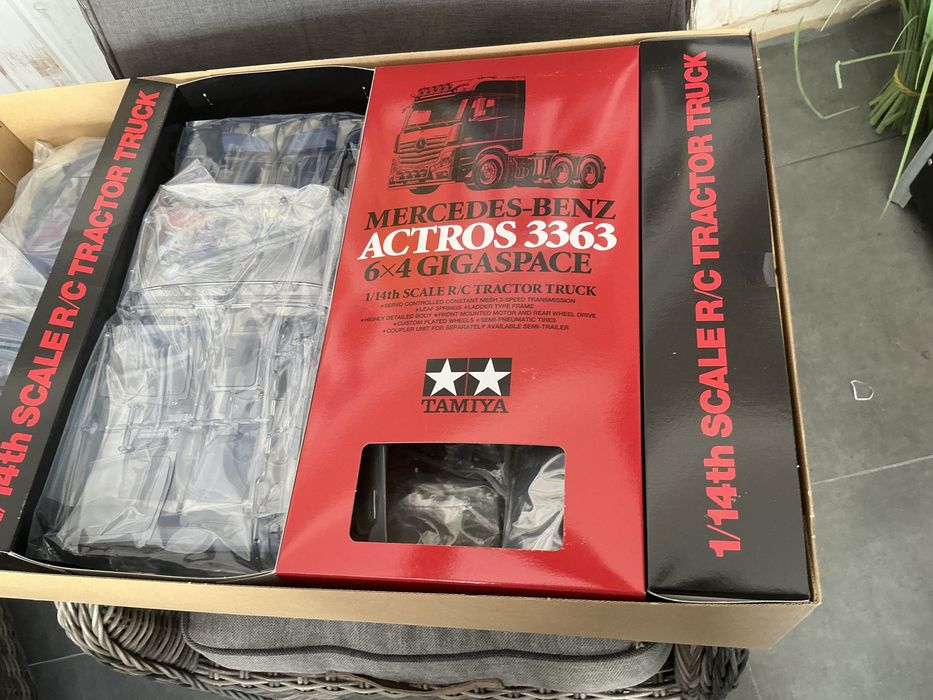 1/14th SCALE R/C TRACTOR TRUCK
MERCEDES-BENZ
ACTROS 3363
6×4 GIGASPACE
1/14th SCALE R/C TRACTOR TRUCK
★SERVO CONTROLLED CONSTANT MESH 3-SPEED TRANSMISSION
★LEAF SPRINGS ★LADDER TYPE FRAME
★HIGHLY DETAILED BODY ★FRONT MOUNTED MOTOR AND REAR WHEEL DRIVE
★CUSTOM PLATED WHEELS ★SEMI-PNEUMATIC TIRES
★COUPLER UNIT FOR SEPARATELY AVAILABLE SEMI-TRAILER
TAMIYA
1/14th SCALE R/C TRACTOR TRUCK